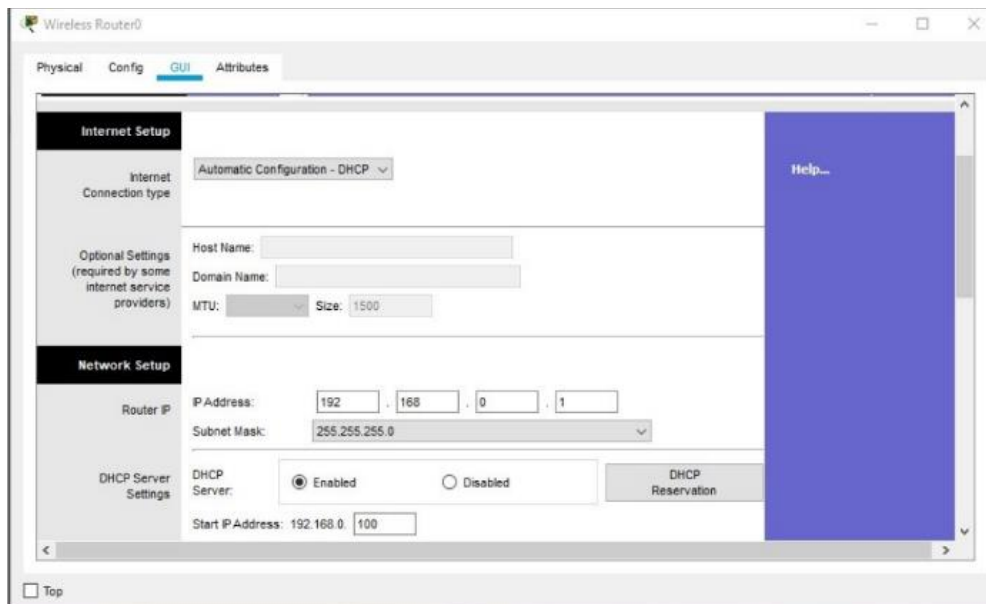 Wireless Router0
Physical Config GUI Attributes
Internet Setup
Internet
Connection type
Automatic Configuration - DHCP
Help...
Optional Settings
(required by some
internet service
providers)
Host Name:
Domain Name:
MTU: Size: 1500
Network Setup
Router IP
IP Address: 192 . 168 . 0 . 1
Subnet Mask: 255.255.255.0
DHCP Server
Settings
DHCP
Server:
Enabled Disabled
DHCP
Reservation
Start IP Address: 192.168.0. 100
Top